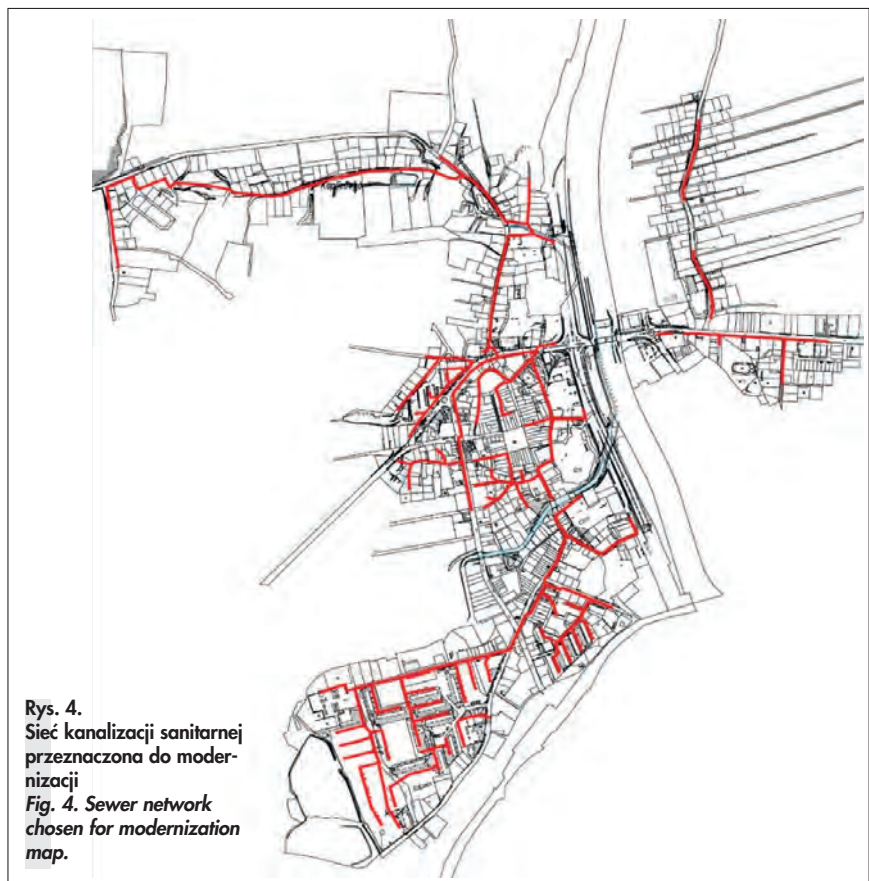 Rys. 4.
Sieć kanalizacji sanitarnej
przeznaczona do moder-
nizacji
Fig. 4. Sewer network
chosen for modernization
map.